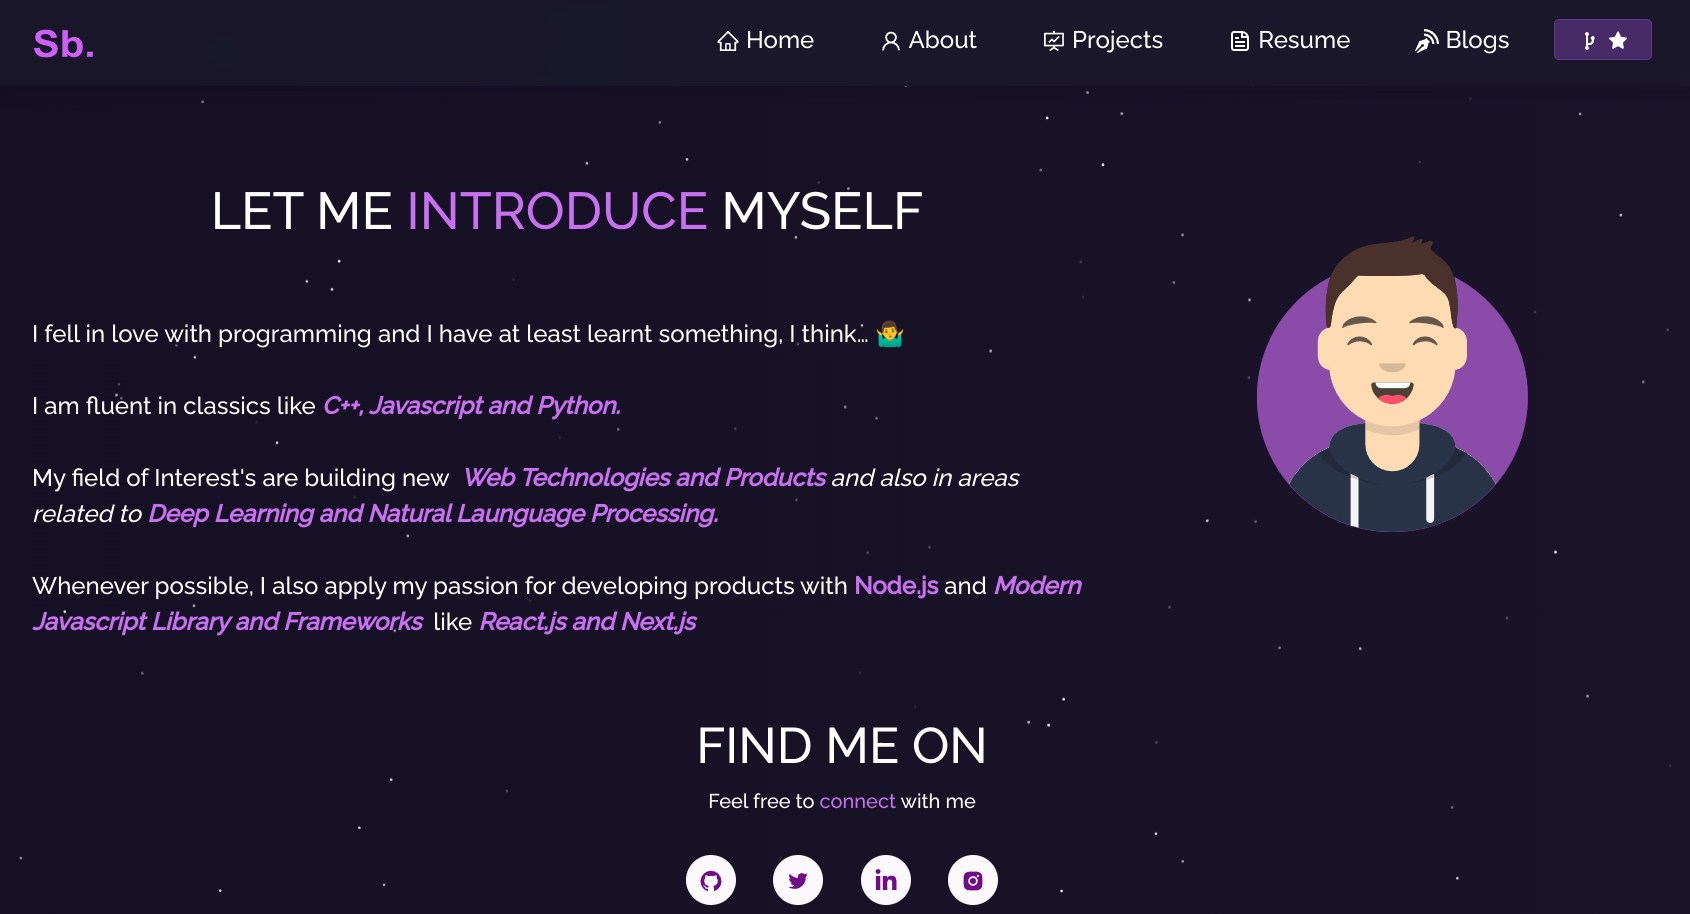 Sb.
Home About Projects Resume Blogs
LET ME INTRODUCE MYSELF
I fell in love with programming and I have at least learnt something, I think… 🤷‍♂️
I am fluent in classics like C++, Javascript and Python.
My field of Interest's are building new Web Technologies and Products and also in areas
related to Deep Learning and Natural Launguage Processing.
Whenever possible, I also apply my passion for developing products with Node.js and Modern
Javascript Library and Frameworks like React.js and Next.js
FIND ME ON
Feel free to connect with me
in